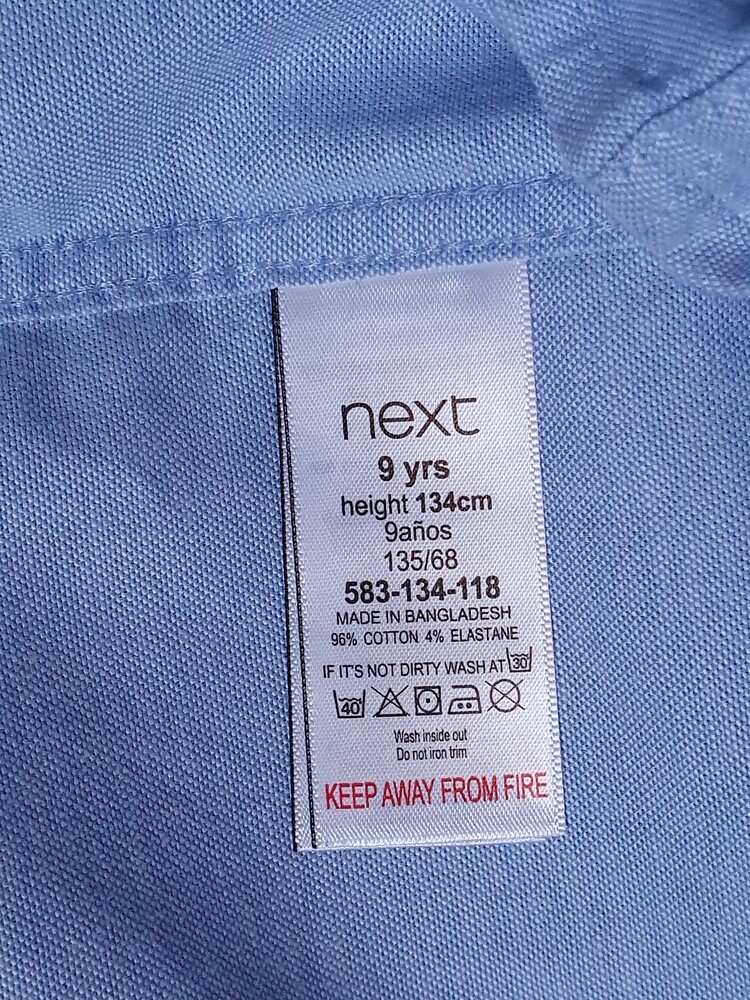 next
9 yrs
height 134cm
9años
135/68
583-134-118
MADE IN BANGLADESH
96% COTTON 4% ELASTANE
IF IT'S NOT DIRTY WASH AT 30°
40°
Wash inside out
Do not iron trim
KEEP AWAY FROM FIRE